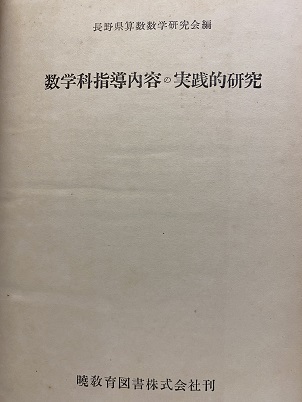 長野県算数数学研究会編
数学科指導内容の実践的研究
暁教育図書株式会社刊